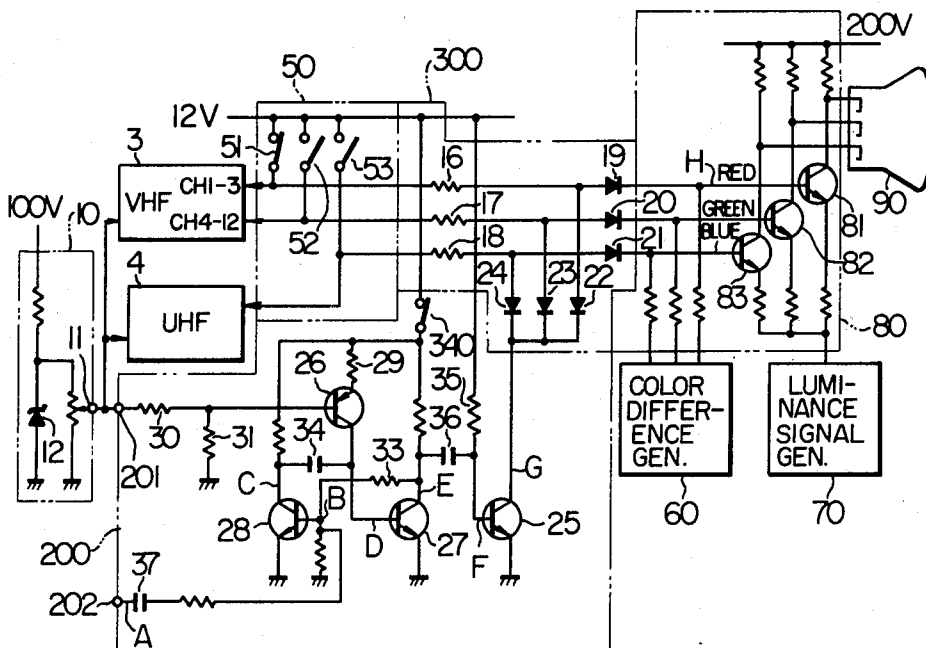 200V
50
300
12V
3
51
53
16
19
H
RED
VHF
CH1-3
CH4-12
52
17
20
GREEN
90
100V
10
18
21
BLUE
81
4
24
23
22
83
82
UHF
11
340
80
26
29
35
30
34
36
COLOR
DIFFER-
ENCE
GEN.
LUMI-
NANCE
SIGNAL
GEN.
12
31
33
201
C
B
E
G
28
D
27
F
25
60
70
200
37
202
A